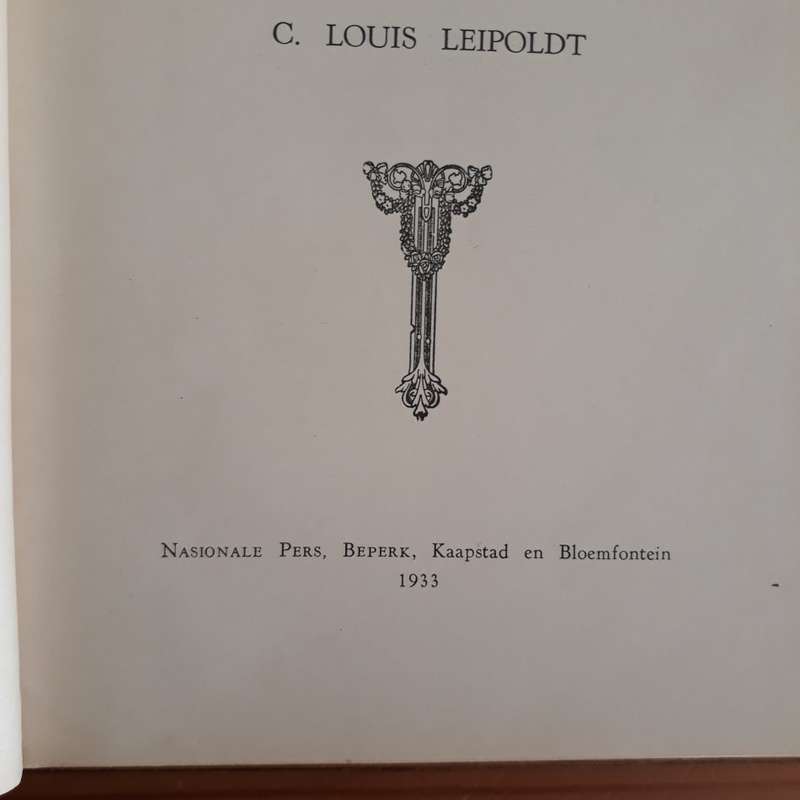 C. LOUIS LEIPOLDT
NASIONALE PERS, BEPERK, Kaapstad en Bloemfontein
1933